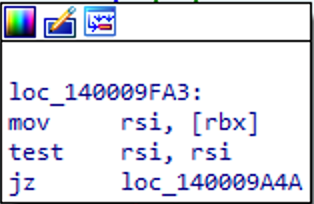 loc_140009FA3:
mov     rsi, [rbx]
test    rsi, rsi
jz      loc_140009A4A